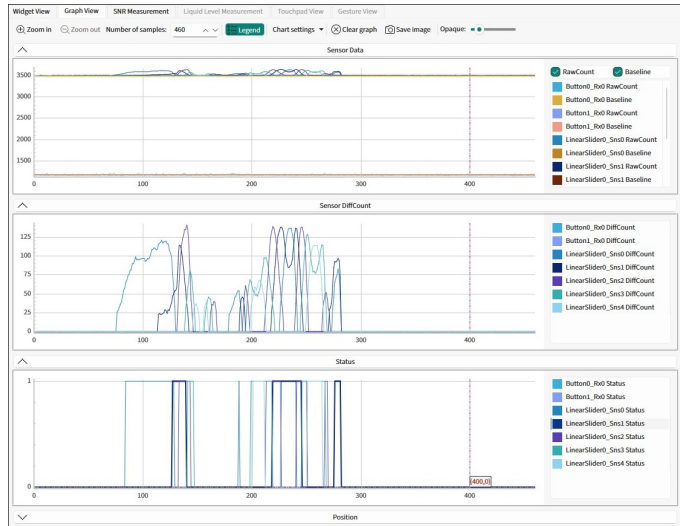 Widget View Graph View SNR Measurement Liquid Level Measurement Touchpad View Gesture View
Zoom in Zoom out Number of samples: 460 Legend Chart settings Clear graph Save image Opaque:
Sensor Data
3500
3000
2500
2000
1500
0 100 200 300 400
RawCount Baseline
Button0_Rx0 RawCount
Button0_Rx0 Baseline
Button1_Rx0 RawCount
Button1_Rx0 Baseline
LinearSlider0_Sns0 RawCount
LinearSlider0_Sns0 Baseline
LinearSlider0_Sns1 RawCount
LinearSlider0_Sns1 Baseline
Sensor DiffCount
125
100
75
50
25
0
0 100 200 300 400
Button0_Rx0 DiffCount
Button1_Rx0 DiffCount
LinearSlider0_Sns0 DiffCount
LinearSlider0_Sns1 DiffCount
LinearSlider0_Sns2 DiffCount
LinearSlider0_Sns3 DiffCount
LinearSlider0_Sns4 DiffCount
Status
1
0
0 100 200 300 400
(400,0)
Button0_Rx0 Status
Button1_Rx0 Status
LinearSlider0_Sns0 Status
LinearSlider0_Sns1 Status
LinearSlider0_Sns2 Status
LinearSlider0_Sns3 Status
LinearSlider0_Sns4 Status
Position